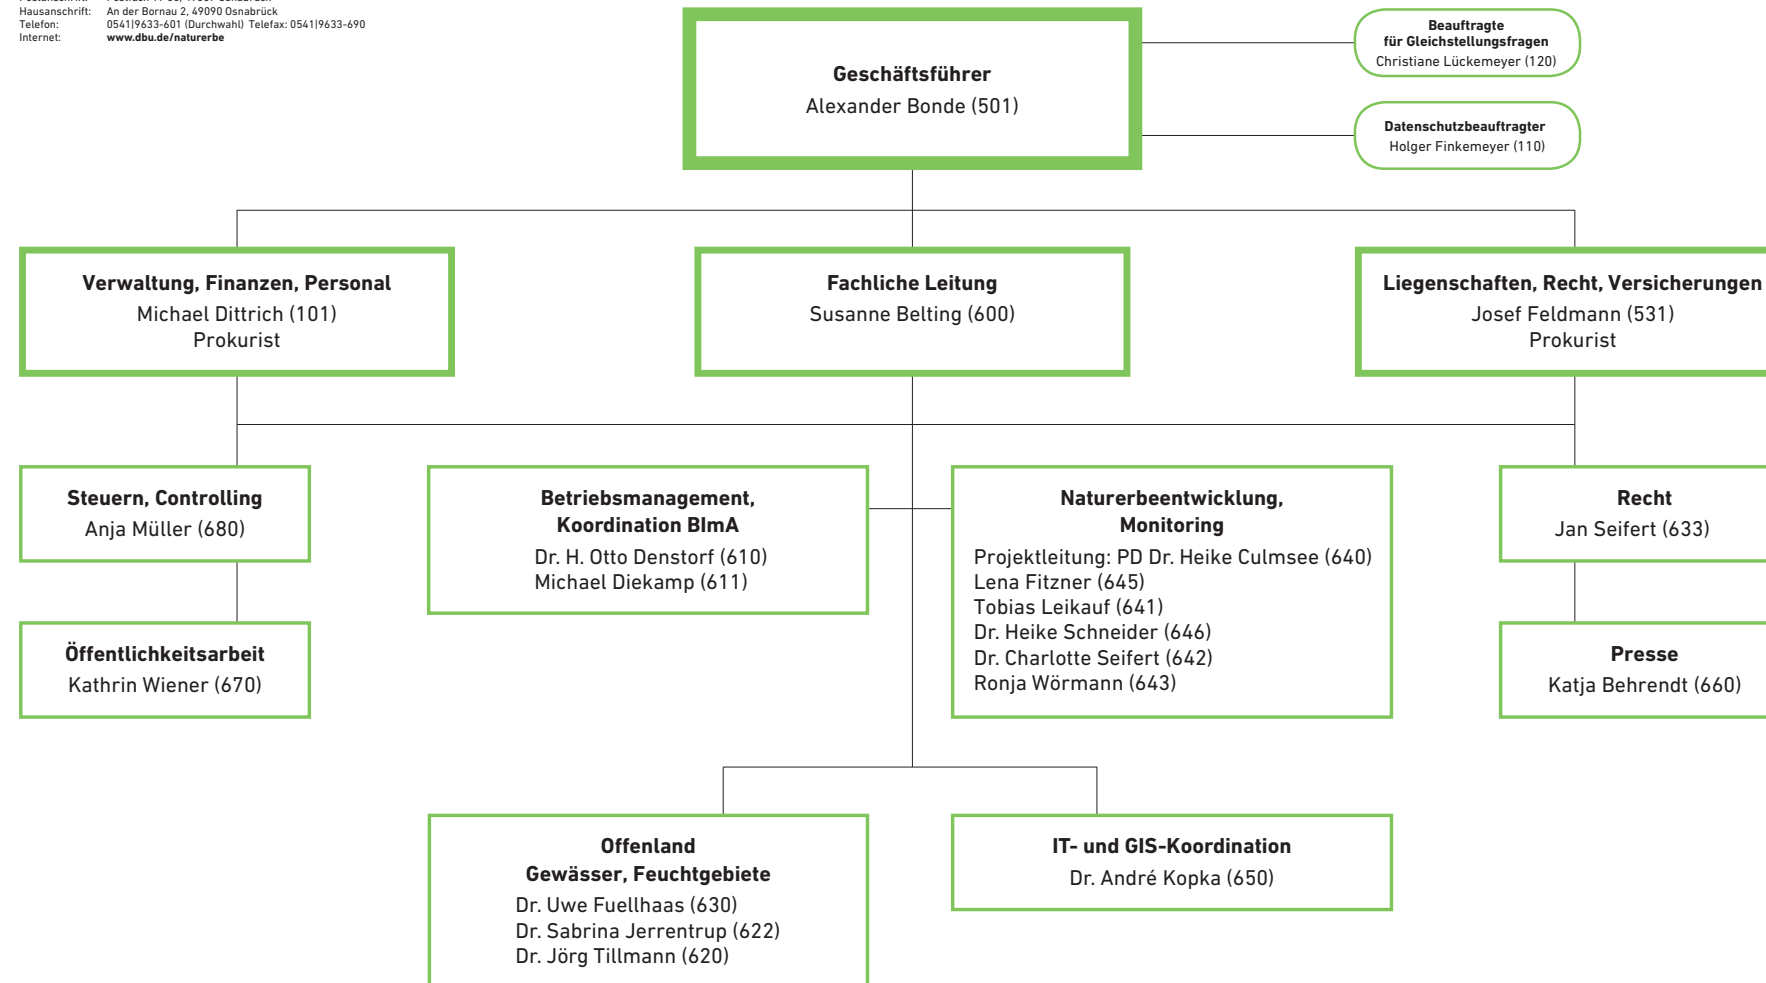 Hausanschrift: An der Bornau 2, 49090 Osnabrück
Telefon: 0541|9633-601 (Durchwahl) Telefax: 0541|9633-690
Internet: www.dbu.de/naturerbe
Geschäftsführer
Alexander Bonde (501)
Beauftragte
für Gleichstellungsfragen
Christiane Lückemeyer (120)
Datenschutzbeauftragter
Holger Finkemeyer (110)
Verwaltung, Finanzen, Personal
Michael Dittrich (101)
Prokurist
Fachliche Leitung
Susanne Belting (600)
Liegenschaften, Recht, Versicherungen
Josef Feldmann (531)
Prokurist
Steuern, Controlling
Anja Müller (680)
Betriebsmanagement,
Koordination BImA
Dr. H. Otto Denstorf (610)
Michael Diekamp (611)
Naturerbeentwicklung,
Monitoring
Projektleitung: PD Dr. Heike Culmsee (640)
Lena Fitzner (645)
Tobias Leikauf (641)
Dr. Heike Schneider (646)
Dr. Charlotte Seifert (642)
Ronja Wörmann (643)
Recht
Jan Seifert (633)
Öffentlichkeitsarbeit
Kathrin Wiener (670)
Presse
Katja Behrendt (660)
Offenland
Gewässer, Feuchtgebiete
Dr. Uwe Fuellhaas (630)
Dr. Sabrina Jerrentrup (622)
Dr. Jörg Tillmann (620)
IT- und GIS-Koordination
Dr. André Kopka (650)